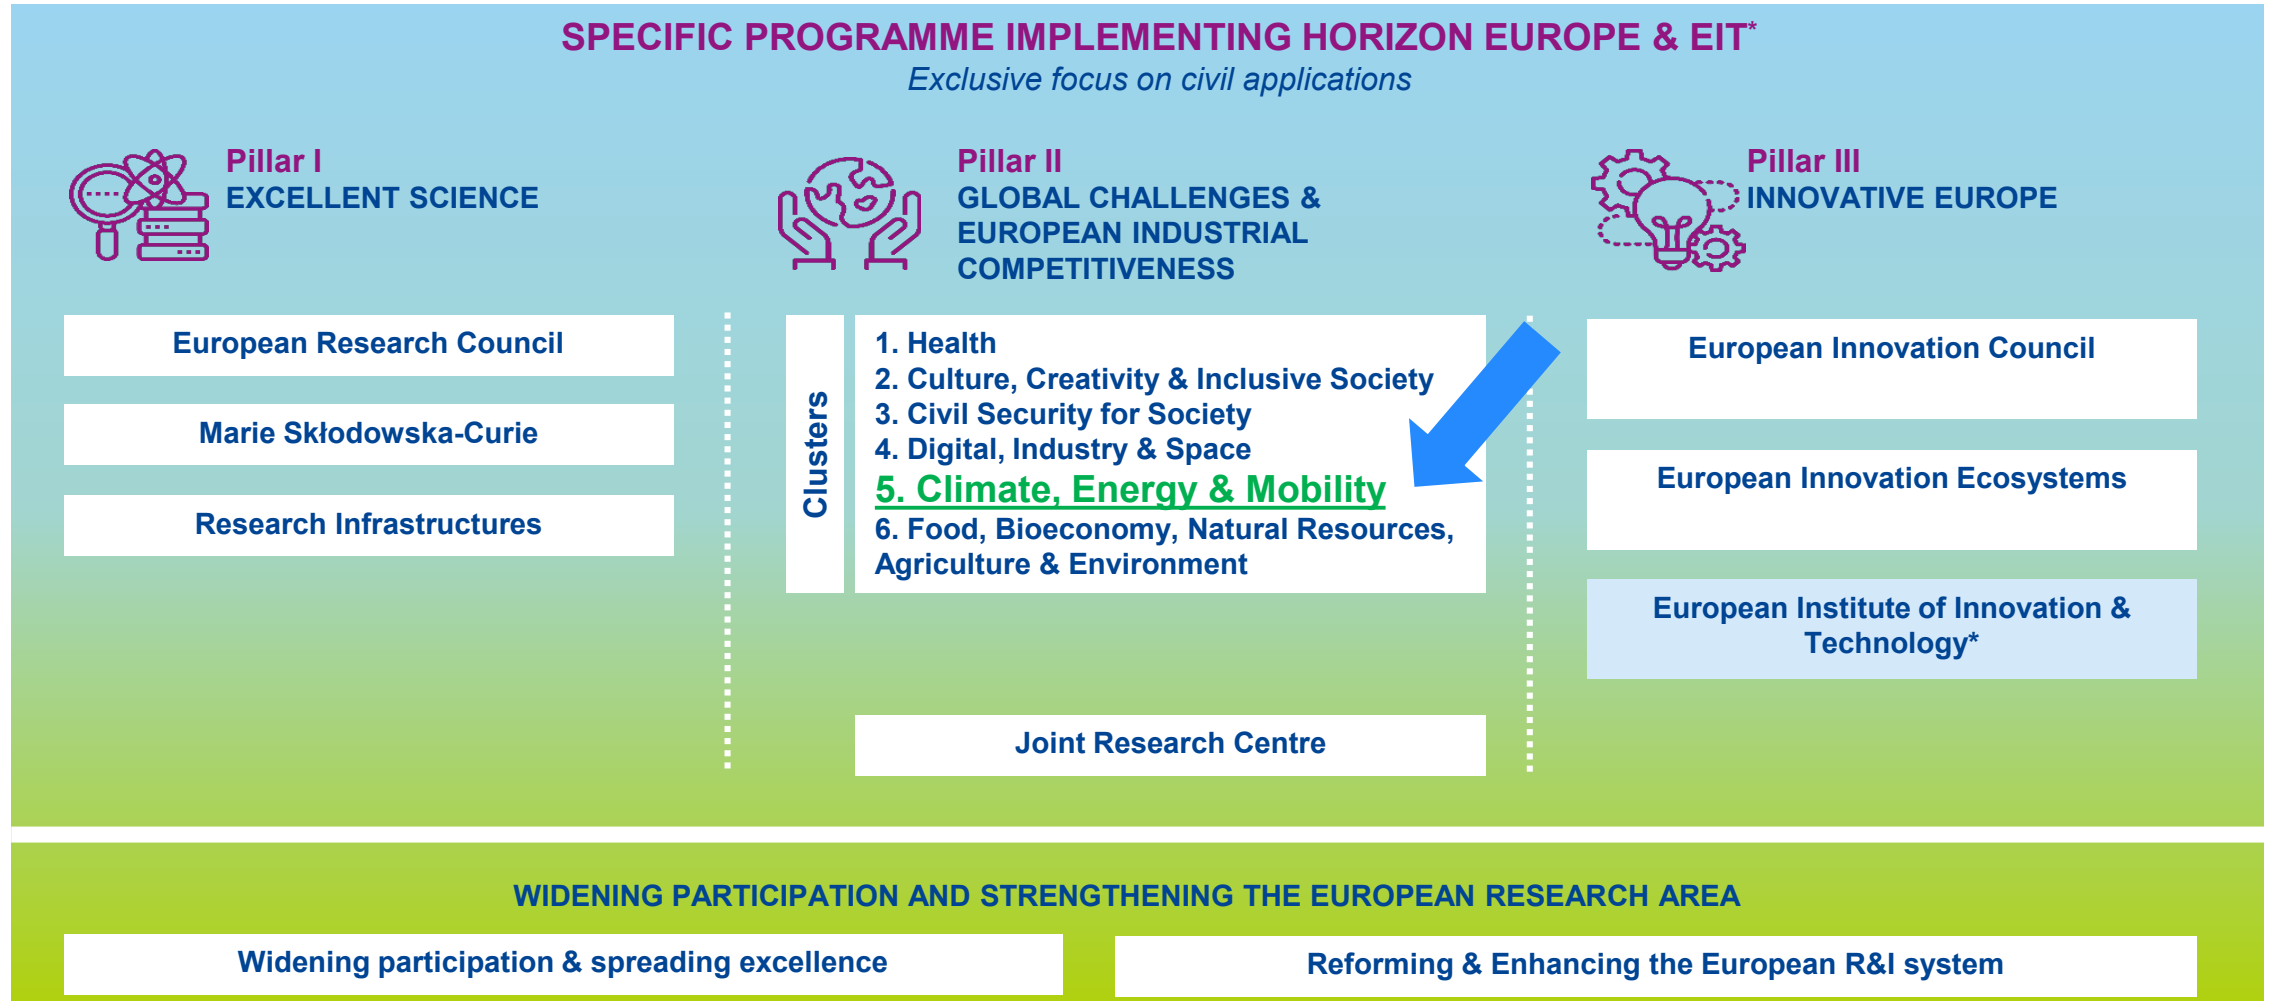 SPECIFIC PROGRAMME IMPLEMENTING HORIZON EUROPE & EIT*
Exclusive focus on civil applications
Pillar I
EXCELLENT SCIENCE
European Research Council
Marie Skłodowska-Curie
Research Infrastructures
Pillar II
GLOBAL CHALLENGES &
EUROPEAN INDUSTRIAL
COMPETITIVENESS
Clusters
1. Health
2. Culture, Creativity & Inclusive Society
3. Civil Security for Society
4. Digital, Industry & Space
5. Climate, Energy & Mobility
6. Food, Bioeconomy, Natural Resources,
Agriculture & Environment
Joint Research Centre
Pillar III
INNOVATIVE EUROPE
European Innovation Council
European Innovation Ecosystems
European Institute of Innovation &
Technology*
WIDENING PARTICIPATION AND STRENGTHENING THE EUROPEAN RESEARCH AREA
Widening participation & spreading excellence
Reforming & Enhancing the European R&I system